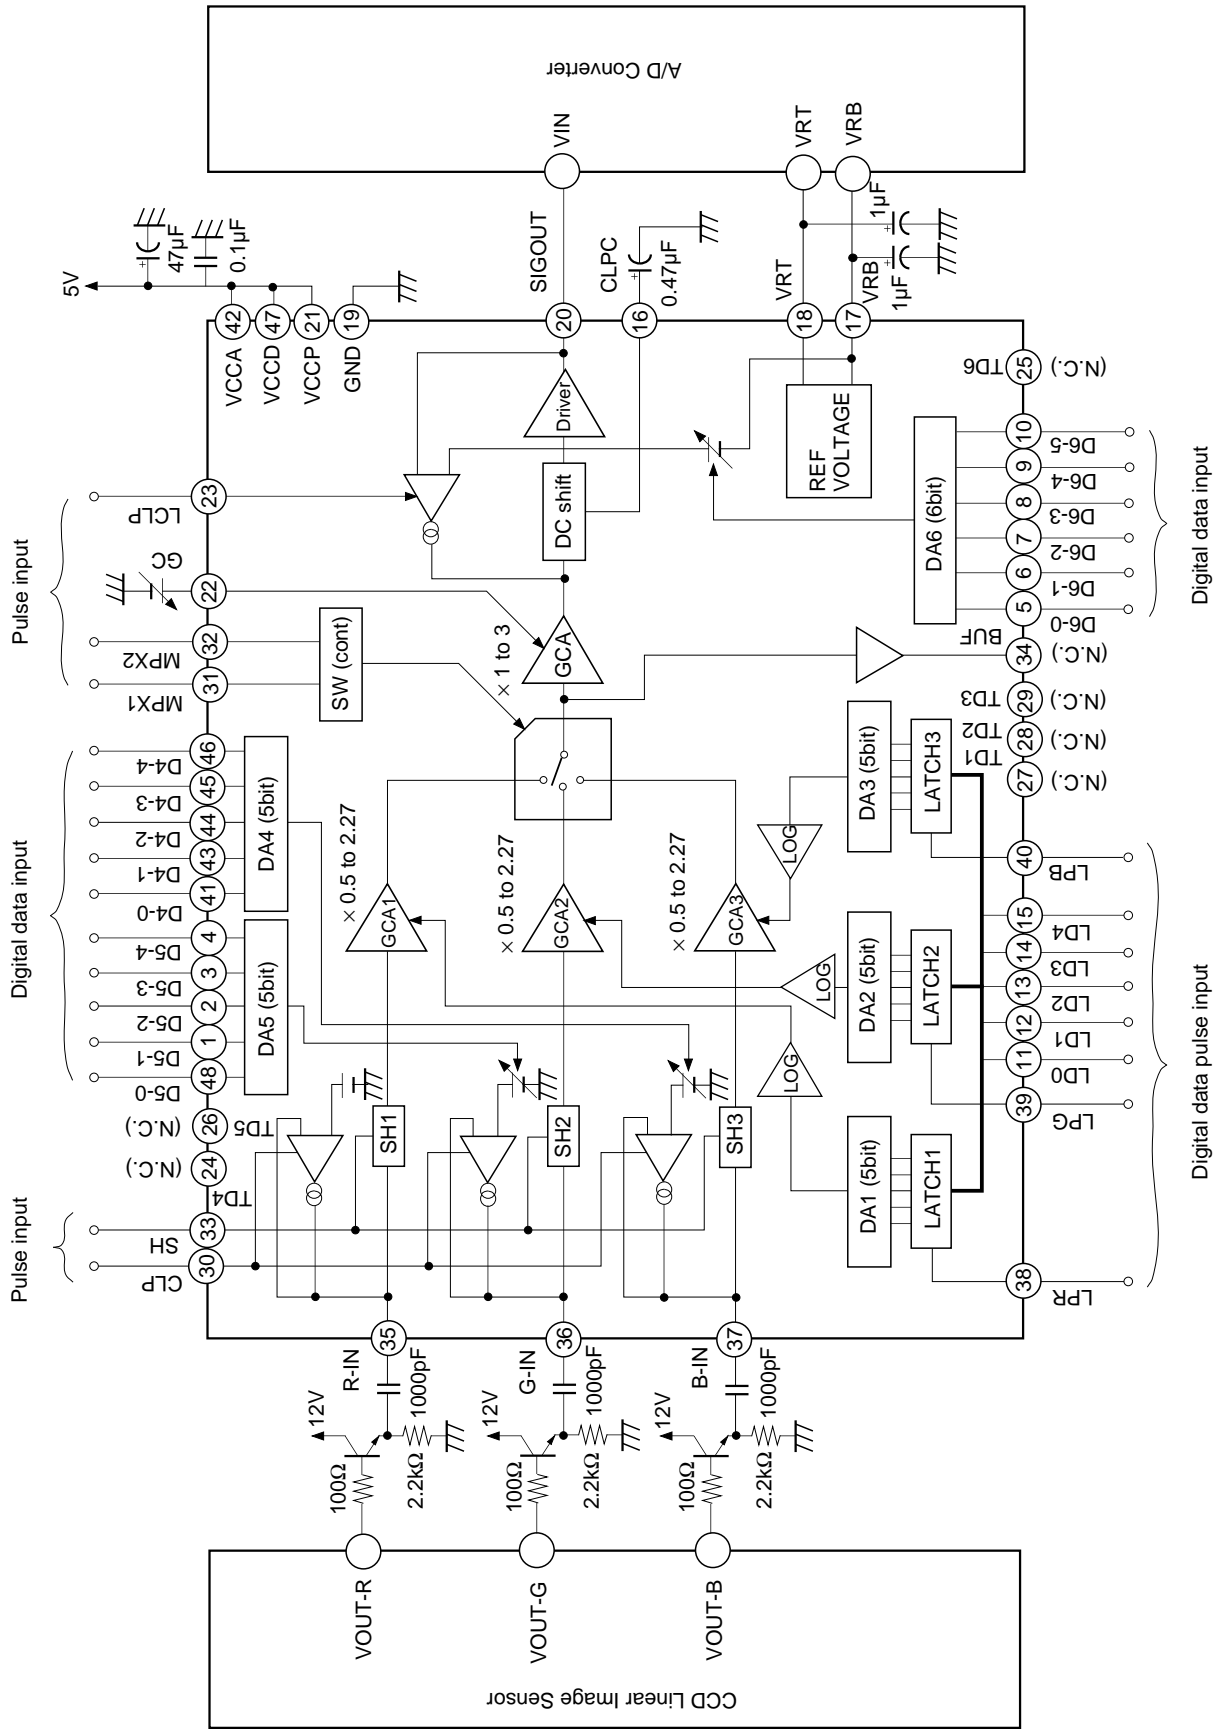 A/D Converter
VIN
VRT
VRB
5V
47µF
0.1µF
SIGOUT
CLPC
0.47µF
VRT
VRB
1µF
1µF
42
47
21
19
20
16
18
17
VCCA
VCCD
VCCP
GND
Pulse input
LCLP
23
GC
22
MPX2
32
MPX1
31
SW (cont)
× 1 to 3
GCA
Driver
DC shift
REF
VOLTAGE
DA6 (6bit)
TD6
25
(N.C.)
10
D6-5
9
D6-4
8
D6-3
7
D6-2
6
D6-1
5
D6-0
Digital data input
BUF
34
(N.C.)
TD3
29
(N.C.)
TD2
28
(N.C.)
TD1
27
(N.C.)
Digital data input
D4-4
46
D4-3
45
D4-2
44
D4-1
43
D4-0
41
DA4 (5bit)
D5-4
4
D5-3
3
D5-2
2
D5-1
1
D5-0
48
DA5 (5bit)
(N.C.)
26
TD5
(N.C.)
24
TD4
Pulse input
SH
33
CLP
30
× 0.5 to 2.27
GCA1
× 0.5 to 2.27
GCA2
× 0.5 to 2.27
GCA3
SH1
SH2
SH3
LOG
LOG
LOG
DA3 (5bit)
LATCH3
DA2 (5bit)
LATCH2
DA1 (5bit)
LATCH1
40
LPB
15
LD4
14
LD3
13
LD2
12
LD1
11
LD0
39
LPG
38
LPR
Digital data pulse input
35
R-IN
36
G-IN
37
B-IN
12V
1000pF
100Ω
2.2kΩ
12V
1000pF
100Ω
2.2kΩ
12V
1000pF
100Ω
2.2kΩ
VOUT-R
VOUT-G
VOUT-B
CCD Linear Image Sensor